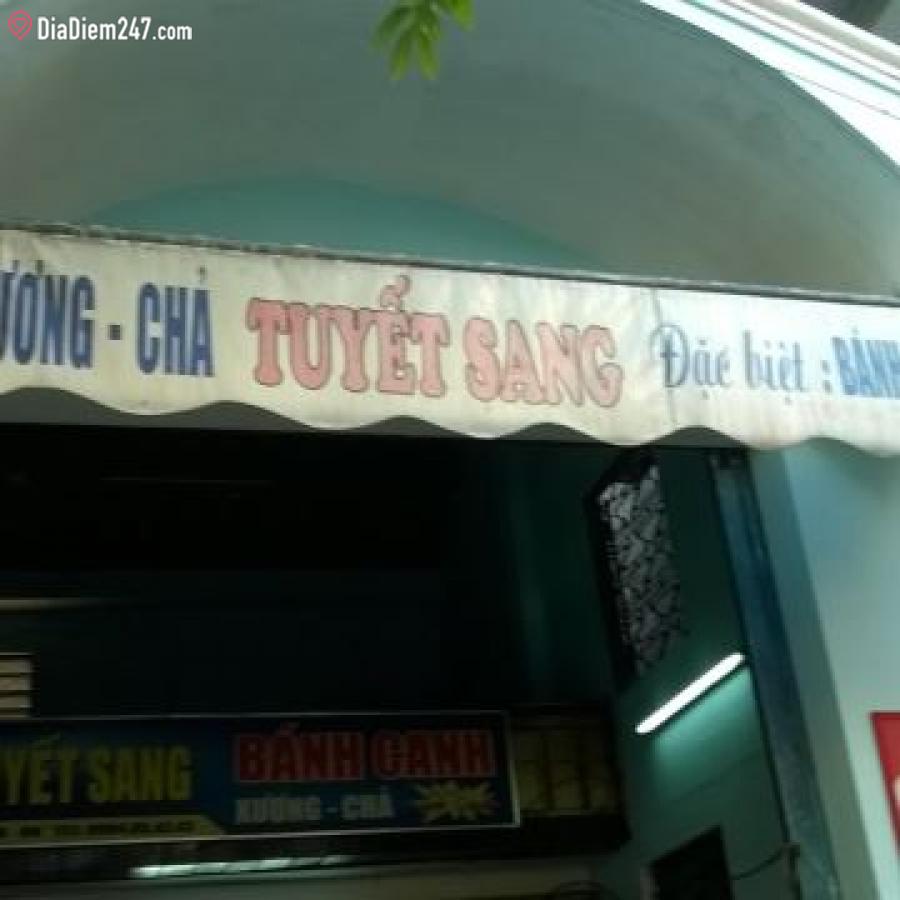 DiaDiem247.com
ƯƠNG - CHẢ TUYẾT SANG Đặc biệt : BÁNH
YẾT SANG BÁNH CANH
XƯƠNG - CHẢ